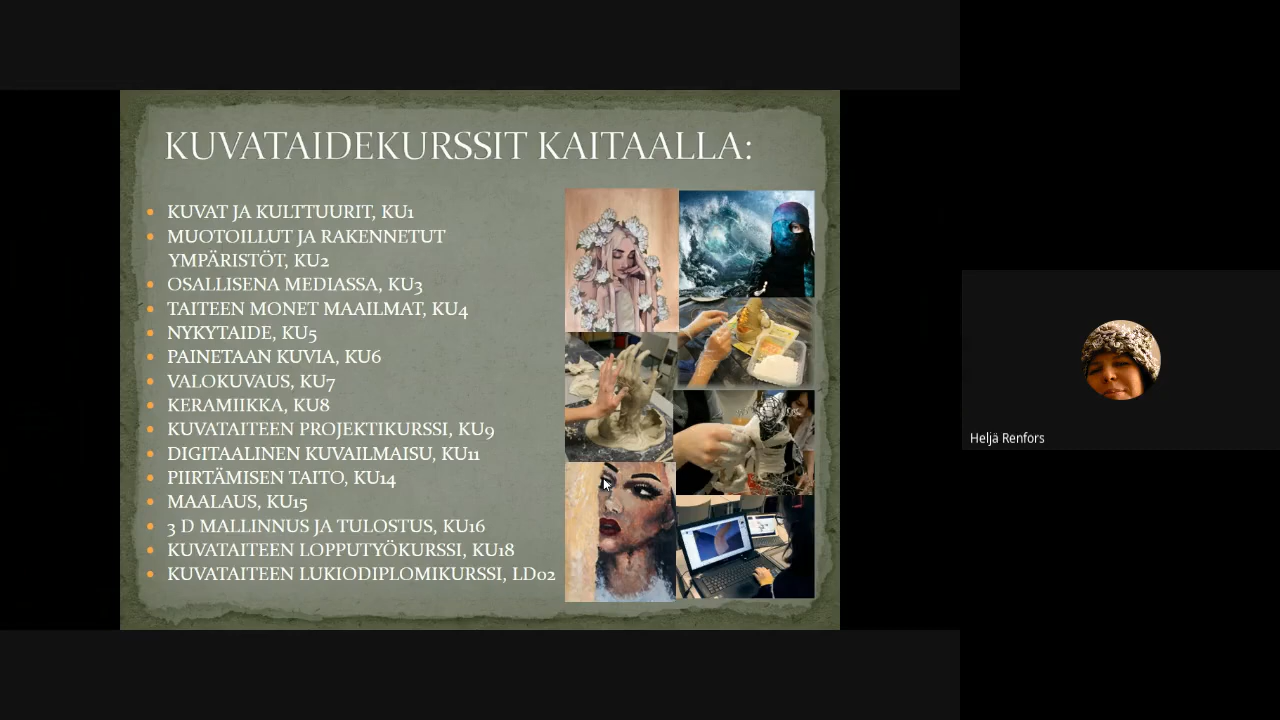 KUVATAIDEKURSSIT KAITAALLA:
KUVAT JA KULTTUURIT, KU1
MUOTOILLUT JA RAKENNETUT
YMPÄRISTÖT, KU2
OSALLISENA MEDIASSA, KU3
TAITEEN MONET MAAILMAT, KU4
NYKYTAIDE, KU5
PAINETAAN KUVIA, KU6
VALOKUVAUS, KU7
KERAMIIKKA, KU8
KUVATAITEEN PROJEKTIKURSSI, KU9
DIGITAALINEN KUVAILMAISU, KU11
PIIRTÄMISEN TAITO, KU14
MAALAUS, KU15
3 D MALLINNUS JA TULOSTUS, KU16
KUVATAITEEN LOPPUTYÖKURSSI, KU18
KUVATAITEEN LUKIODIPLOMIKURSSI, LD02
Heljä Renfors